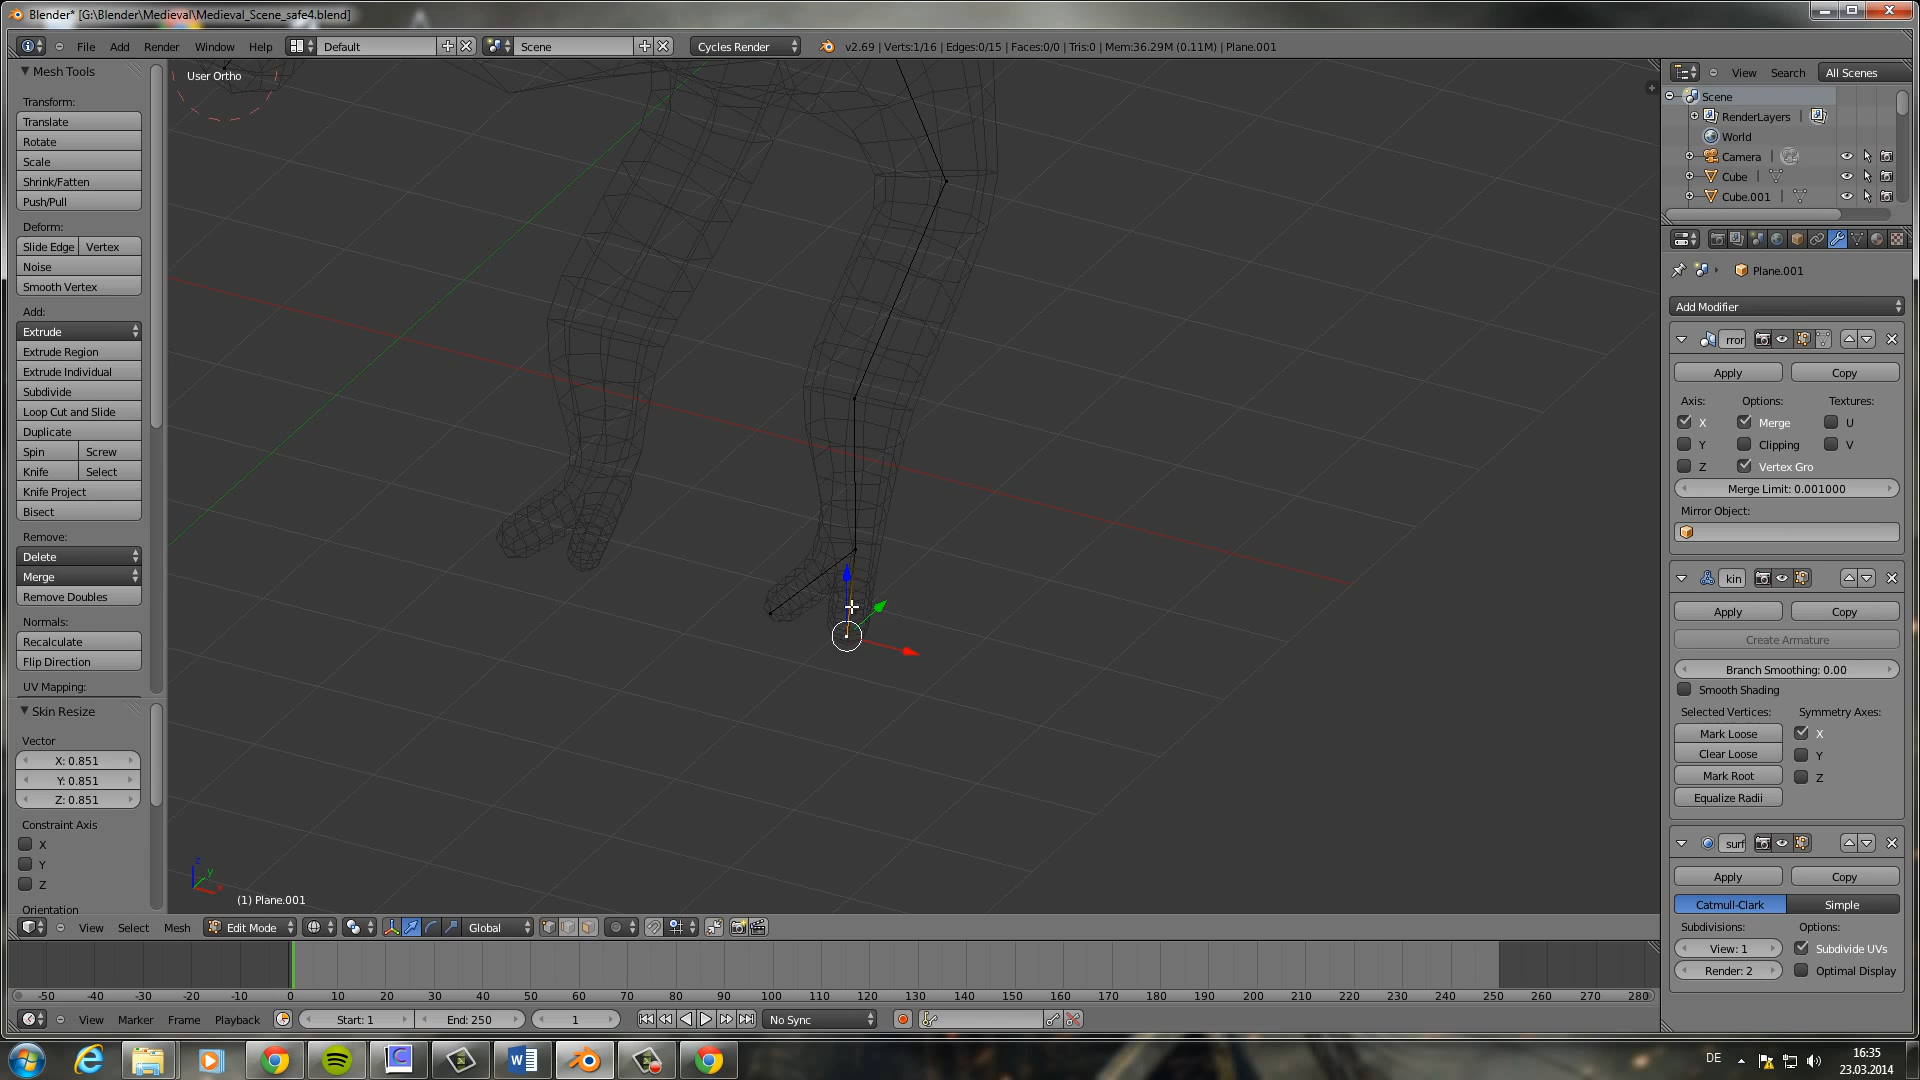 Blender* [G:\Blender\Medieval\Medieval_Scene_safe4.blend]
File Add Render Window Help Default Scene Cycles Render v2.69 | Verts:1/16 | Edges:0/15 | Faces:0/0 | Tris:0 | Mem:36.29M (0.11M) | Plane.001
Mesh Tools
Transform:
Translate
Rotate
Scale
Shrink/Fatten
Push/Pull
Deform:
Slide Edge Vertex
Noise
Smooth Vertex
Add:
Extrude
Extrude Region
Extrude Individual
Subdivide
Loop Cut and Slide
Duplicate
Spin Screw
Knife Select
Knife Project
Bisect
Remove:
Delete
Merge
Remove Doubles
Normals:
Recalculate
Flip Direction
UV Mapping:
Skin Resize
Vector
X: 0.851
Y: 0.851
Z: 0.851
Constraint Axis
X
Y
Z
Orientation
User Ortho
z
y
x
(1) Plane.001
View Select Mesh Edit Mode Global
View Search All Scenes
Scene
RenderLayers |
World
Camera |
Cube |
Cube.001 |
Plane.001
Add Modifier
rror
Apply Copy
Axis: Options: Textures:
X Merge U
Y Clipping V
Z Vertex Gro
Merge Limit: 0.001000
Mirror Object:
kin
Apply Copy
Create Armature
Branch Smoothing: 0.00
Smooth Shading
Selected Vertices: Symmetry Axes:
Mark Loose X
Clear Loose Y
Mark Root Z
Equalize Radii
surf
Apply Copy
Catmull-Clark Simple
Subdivisions: Options:
View: 1 Subdivide UVs
Render: 2 Optimal Display
-50 -40 -30 -20 -10 0 10 20 30 40 50 60 70 80 90 100 110 120 130 140 150 160 170 180 190 200 210 220 230 240 250 260 270 280
View Marker Frame Playback Start: 1 End: 250 1 No Sync
DE
16:35
23.03.2014